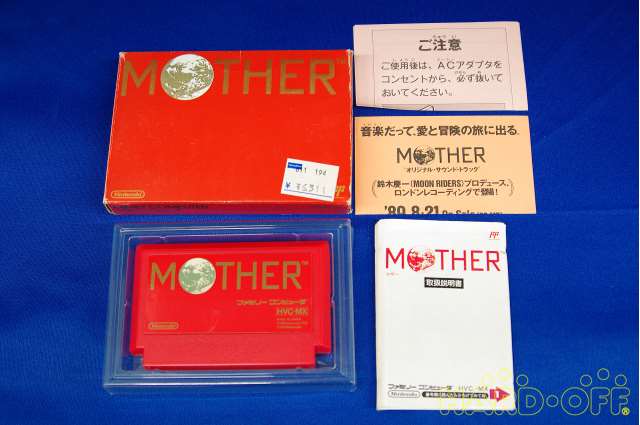 MOTHER™
Nintendo
ご注意
ご使用後は、ACアダプタを
コンセントから、必ず抜いて
おいてください。
音楽だって、愛と冒険の旅に出る。
MOTHER
オリジナル・サウンド・トラック
鈴木慶一(MOON RIDERS)プロデュース。
ロンドンレコーディングで登場!
'89.8.21 On Sale
MOTHER™
ファミリー コンピュータ
HVC-MX
Nintendo
MOTHER
マザー
取扱説明書
ファミリー コンピュータ HVC-MX
Nintendo
1
HARD-OFF®